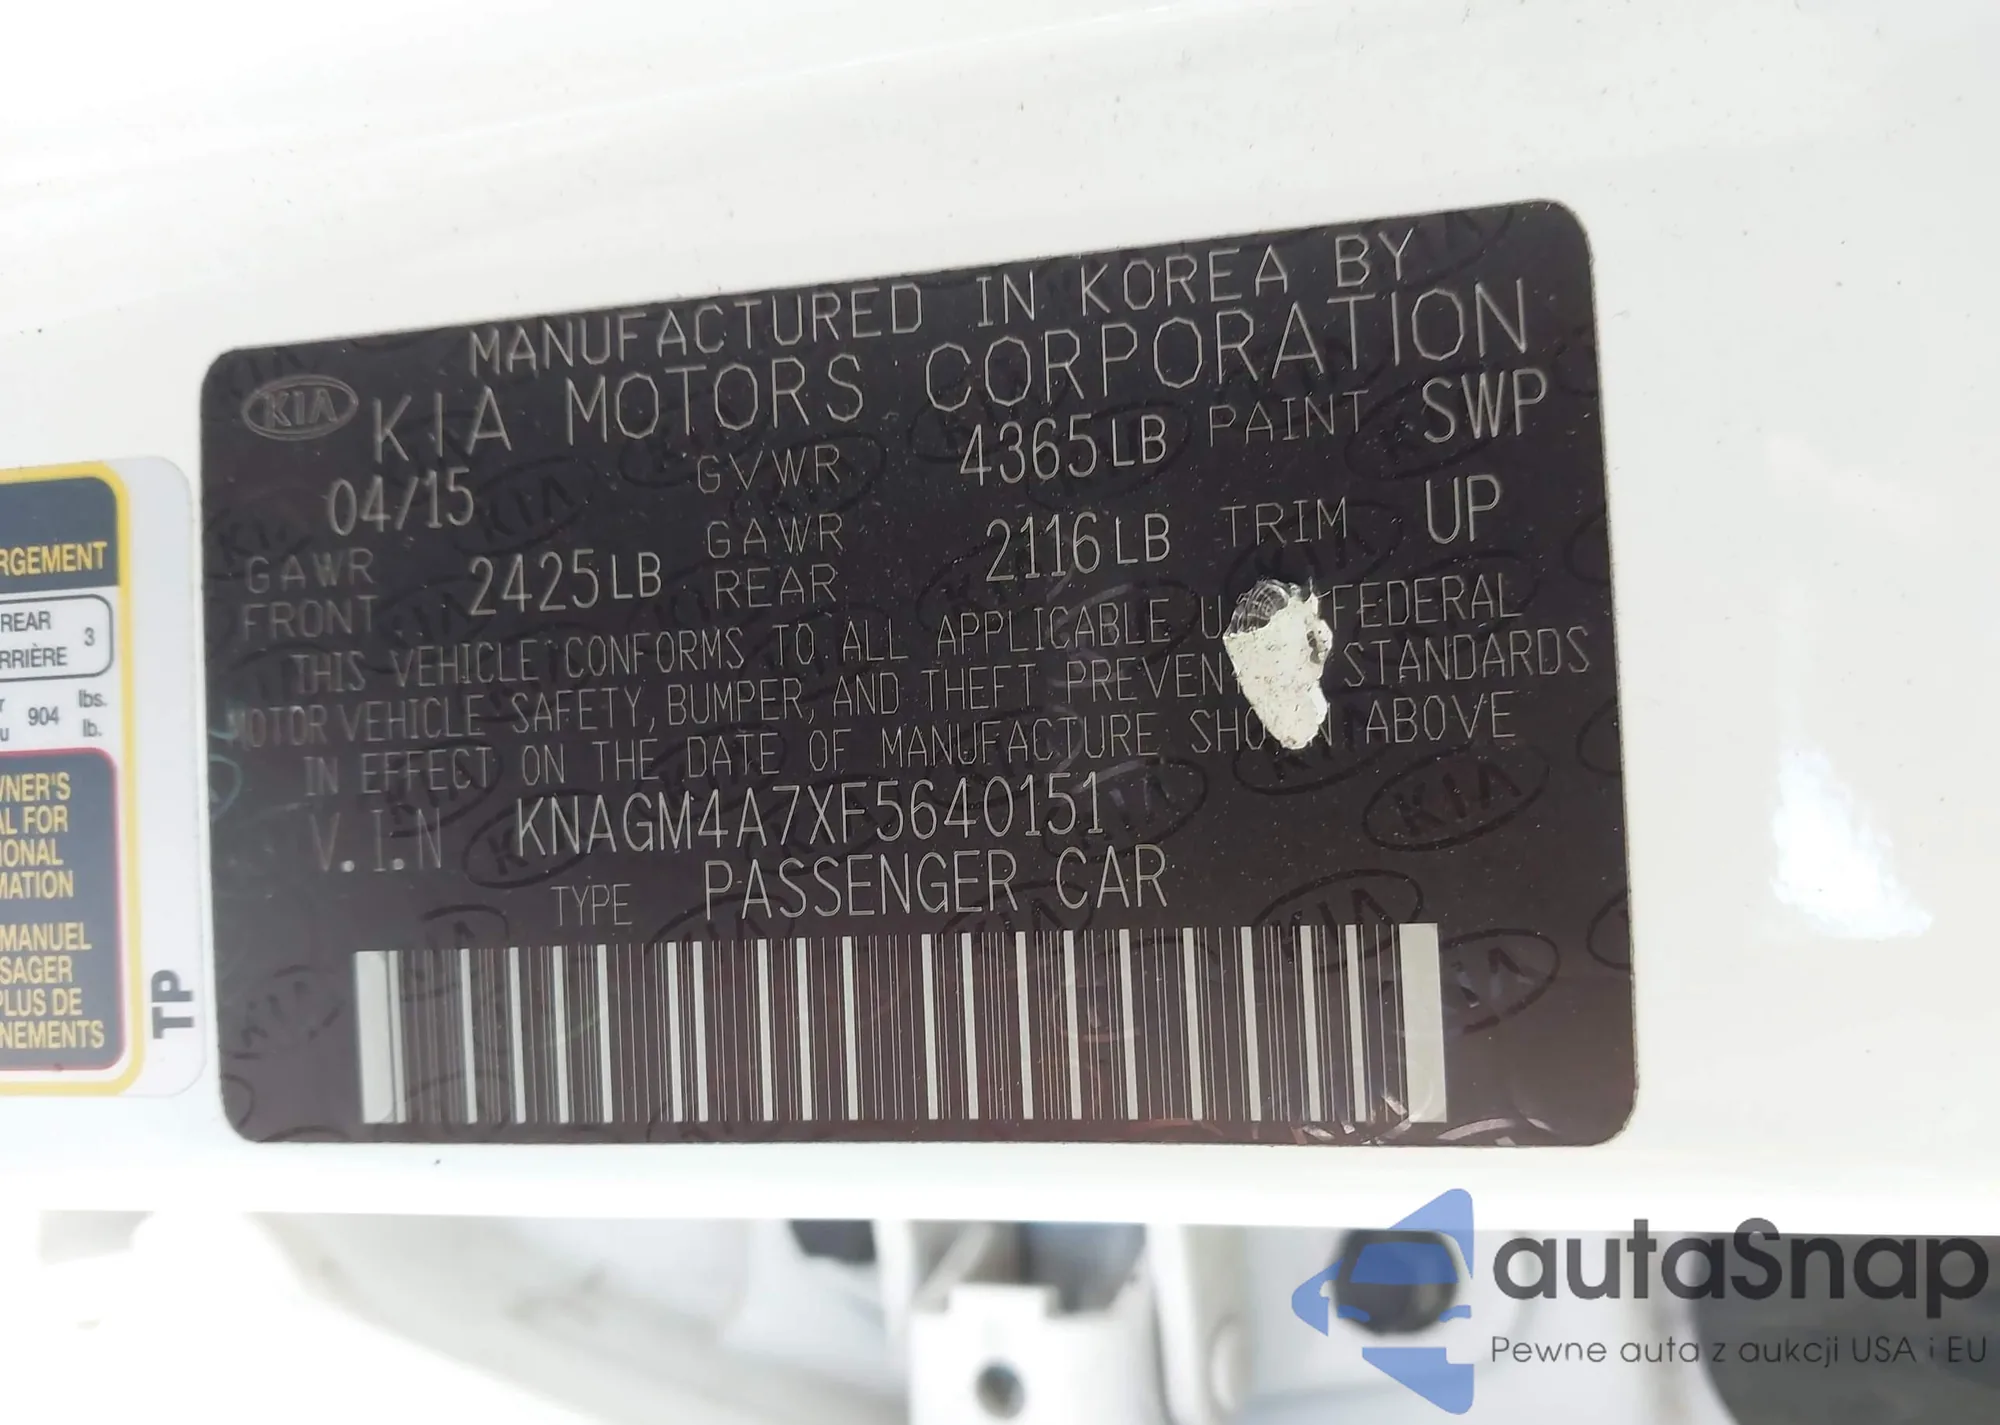 MANUFACTURED IN KOREA BY
KIA KIA MOTORS CORPORATION
04/15 GVWR 4365LB PAINT SWP
GAWR FRONT 2425LB GAWR REAR 2116LB TRIM UP
THIS VEHICLE CONFORMS TO ALL APPLICABLE U FEDERAL
MOTOR VEHICLE SAFETY, BUMPER, AND THEFT PREVEN STANDARDS
IN EFFECT ON THE DATE OF MANUFACTURE SHOWN ABOVE
V.I.N KNAGM4A7XF5640151
TYPE PASSENGER CAR
RGEMENT
REAR 3
RRIÈRE
904 lbs.
lb.
WNER'S
AL FOR
IONAL
MATION
MANUEL
SAGER
PLUS DE
NEMENTS
TP
autaSnap
Pewne auta z aukcji USA i EU